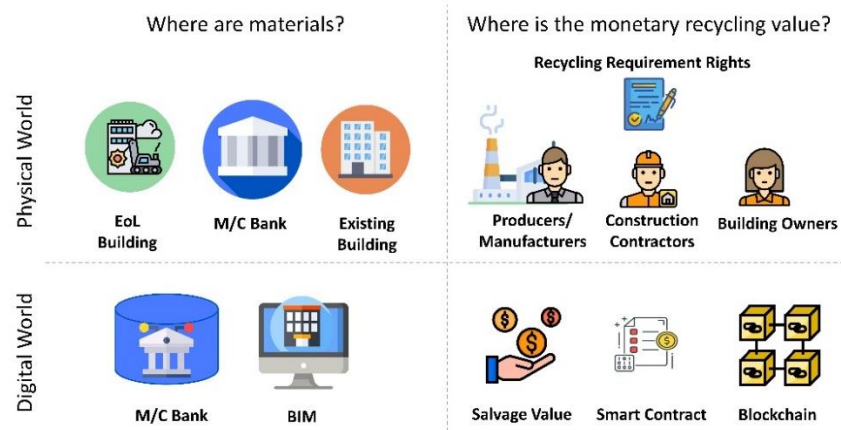 Where are materials?
Where is the monetary recycling value?
Physical World
EoL
Building
M/C Bank
Existing
Building
Recycling Requirement Rights
Producers/
Manufacturers
Construction
Contractors
Building Owners
Digital World
M/C Bank
BIM
Salvage Value
Smart Contract
Blockchain